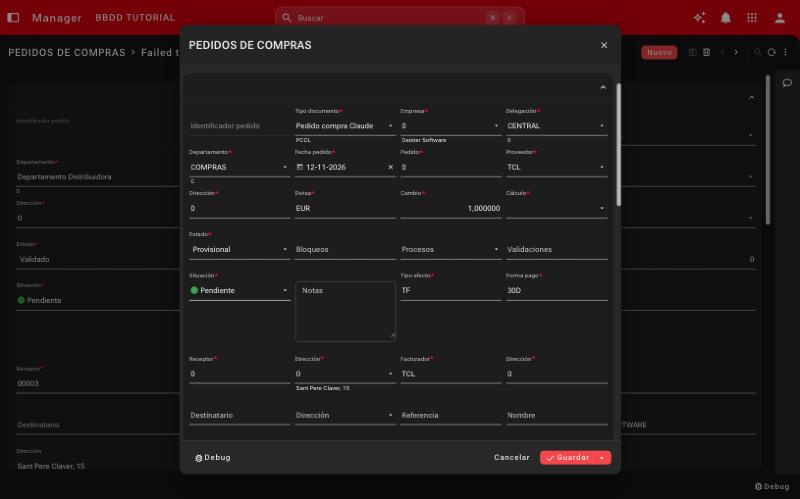 Manager BBDD TUTORIAL Buscar ⌘ K
PEDIDOS DE COMPRAS > Failed t Nuevo
PEDIDOS DE COMPRAS
Identificador pedido
Departamento*
Departamento Distribuidora
0
Dirección*
0
Estado*
Validado 0
Situación*
Pendiente
Receptor*
00003
Destinatario TWARE
Dirección
Sant Pere Claver, 15
Tipo documento* Empresa* Delegación*
Identificador pedido Pedido compra Claude 0 CENTRAL
PCCL Deister Software 0
Departamento* Fecha pedido* Pedido* Proveedor*
COMPRAS 12-11-2026 0 TCL
C
Dirección* Divisa* Cambio* Cálculo*
0 EUR 1,000000
Estado*
Provisional Bloqueos Procesos Validaciones
Situación* Tipo efecto* Forma pago*
Pendiente Notas TF 30D
Receptor* Dirección* Facturador* Dirección*
0 0 TCL 0
Sant Pere Claver, 15
Destinatario Dirección Referencia Nombre
Debug Cancelar Guardar
Debug